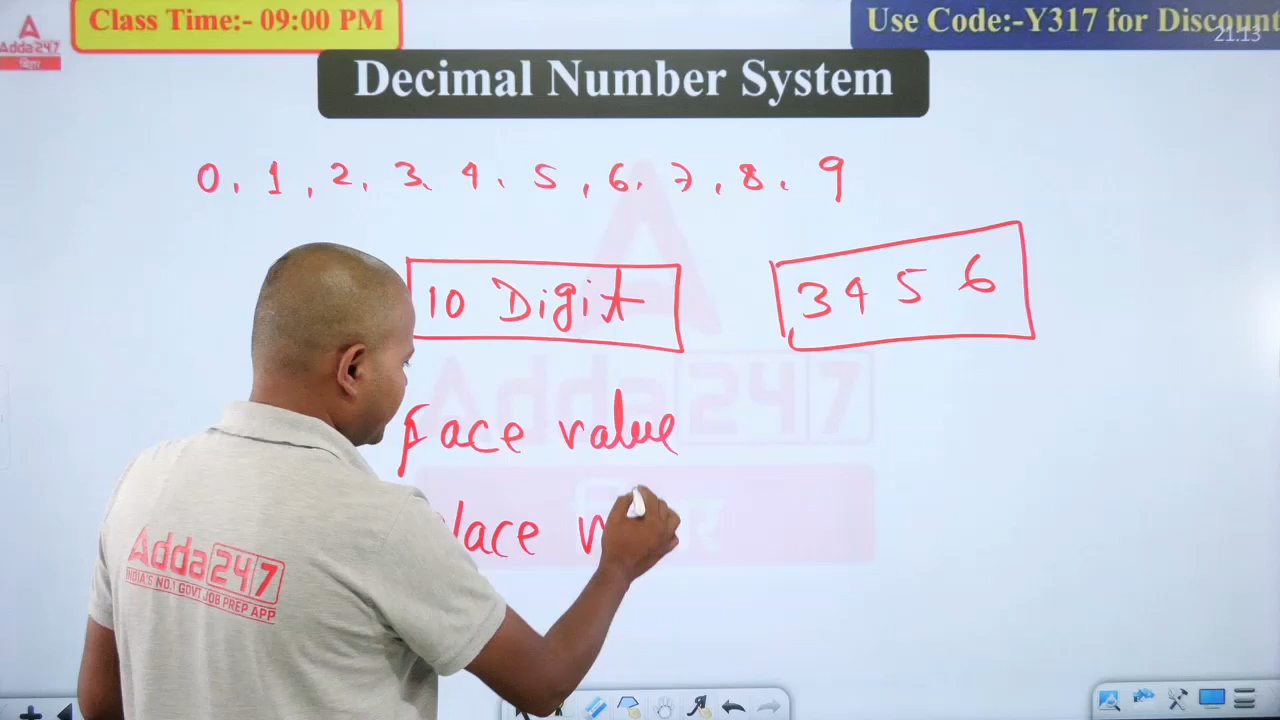 Class Time:- 09:00 PM
Use Code:-Y317 for Discount
21.13
Adda247
बिहार
Decimal Number System
0, 1, 2, 3, 4, 5, 6, 7, 8, 9
10 Digit
3456
Adda247
Face value
lace v
Adda247
INDIA'S NO.1 GOVT JOB PREP APP